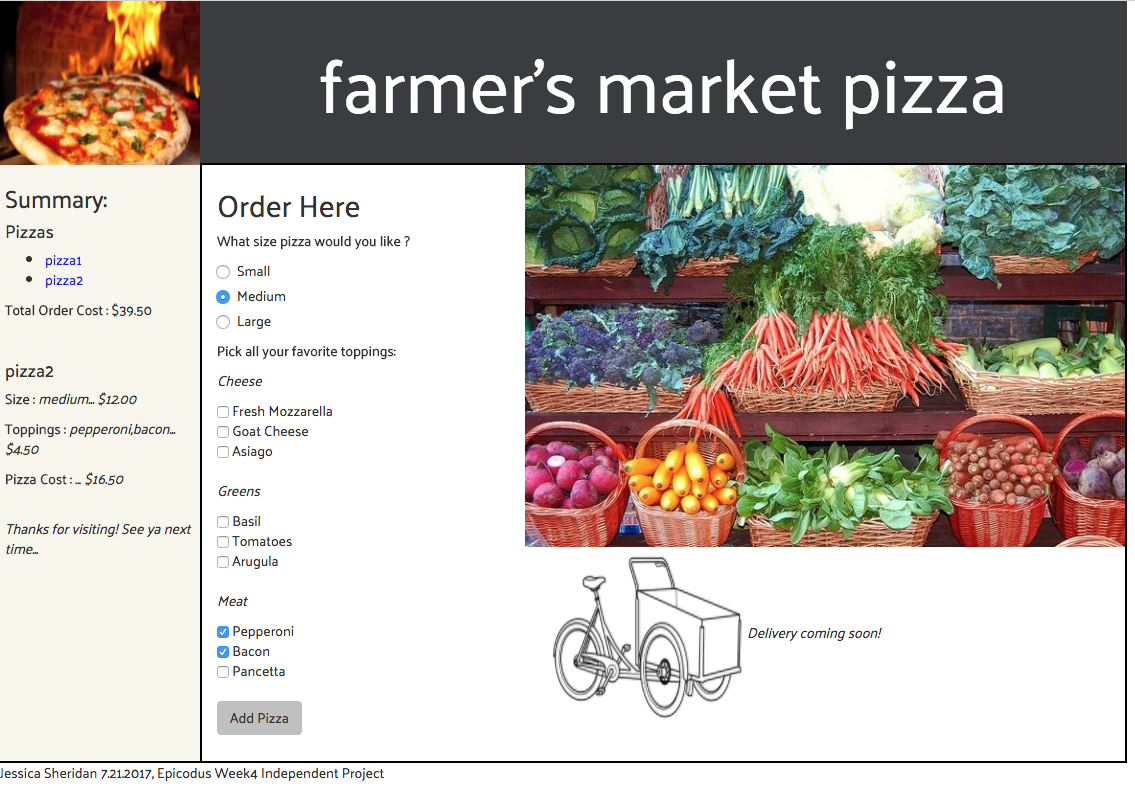 farmer's market pizza
Summary:
Pizzas
pizza1
pizza2
Total Order Cost : $39.50
pizza2
Size : medium... $12.00
Toppings : pepperoni,bacon...
$4.50
Pizza Cost : ... $16.50
Thanks for visiting! See ya next
time...
Order Here
What size pizza would you like ?
Small
Medium
Large
Pick all your favorite toppings:
Cheese
Fresh Mozzarella
Goat Cheese
Asiago
Greens
Basil
Tomatoes
Arugula
Meat
Pepperoni
Bacon
Pancetta
Add Pizza
Delivery coming soon!
Jessica Sheridan 7.21.2017, Epicodus Week4 Independent Project